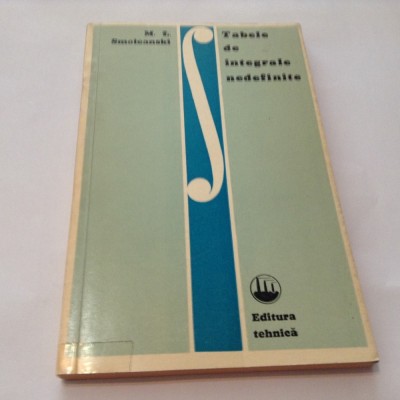 M. L.
Smoleanski
Tabele
de
integrale
nedefinite
Editura
tehnică